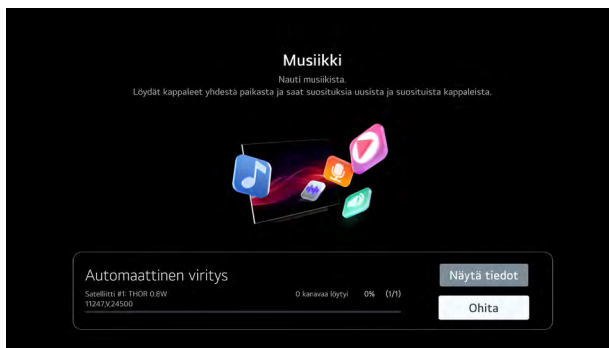 Musiikki
Nauti musiikista.
Löydät kappaleet yhdestä paikasta ja saat suosituksia uusista ja suosituista kappaleista.
Automaattinen viritys
Näytä tiedot
Satelliitti #1: THOR 0.8W
0 kanavaa löytyi 0% (1/1)
11247,V,24500
Ohita